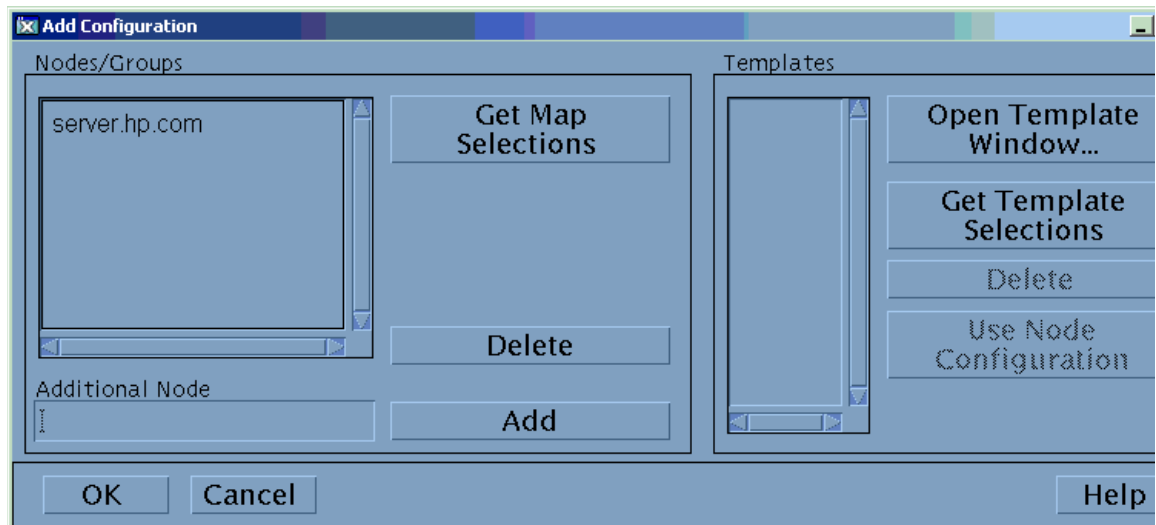 Add Configuration
Nodes/Groups
server.hp.com
Get Map
Selections
Delete
Additional Node
Add
Templates
Open Template
Window...
Get Template
Selections
Delete
Use Node
Configuration
OK
Cancel
Help